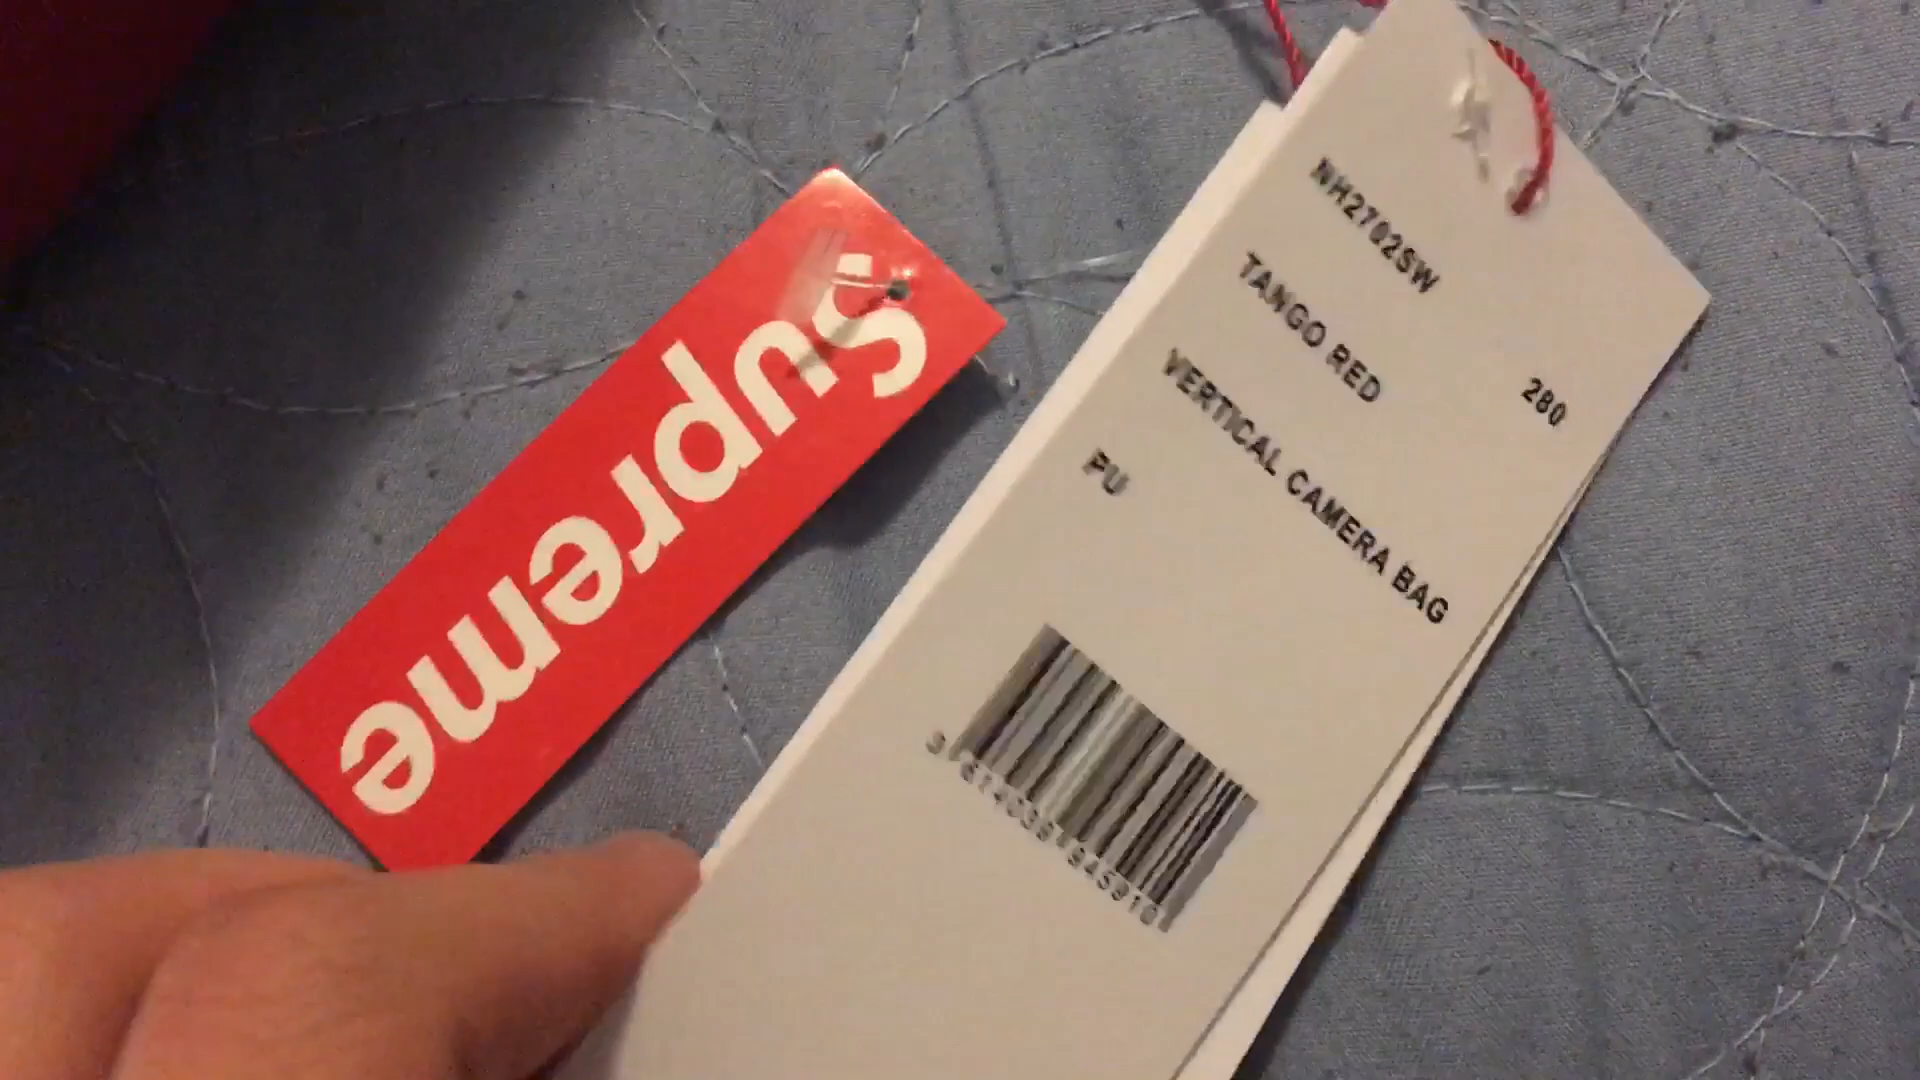 Supreme
NH2702SW
TANGO RED 280
VERTICAL CAMERA BAG
PU